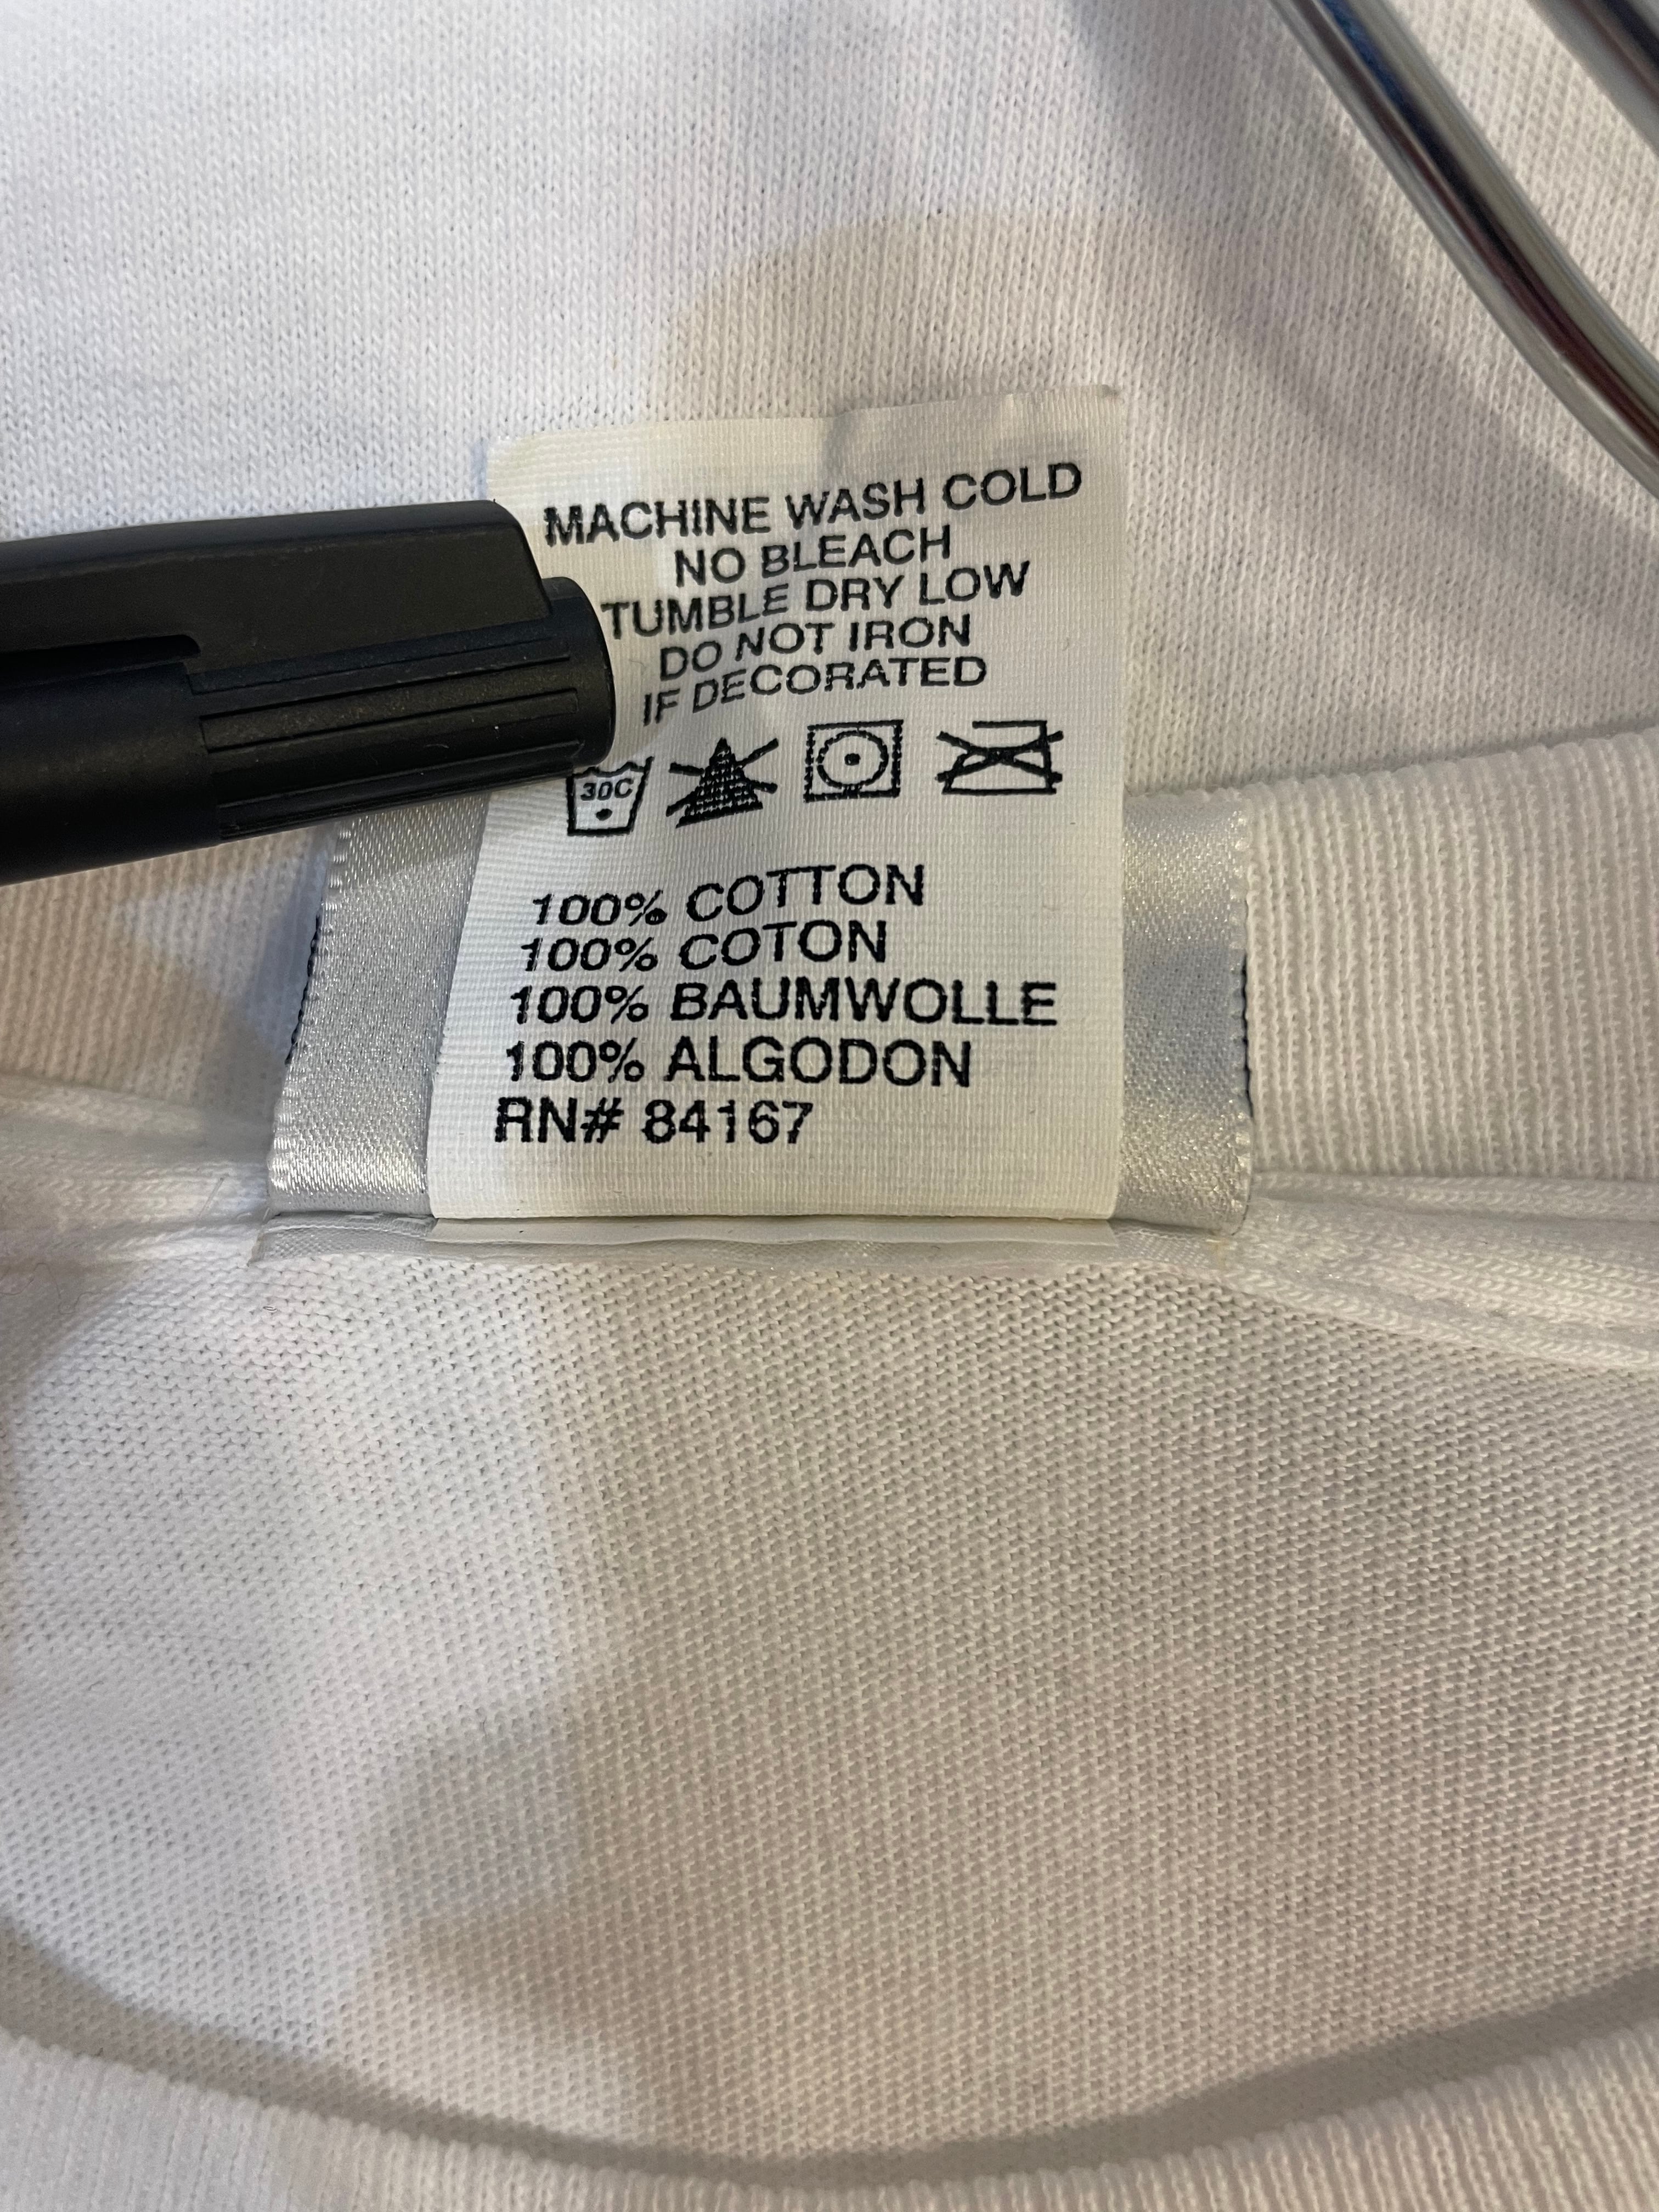 MACHINE WASH COLD
NO BLEACH
TUMBLE DRY LOW
DO NOT IRON
IF DECORATED
30C
100% COTTON
100% COTON
100% BAUMWOLLE
100% ALGODON
RN# 84167